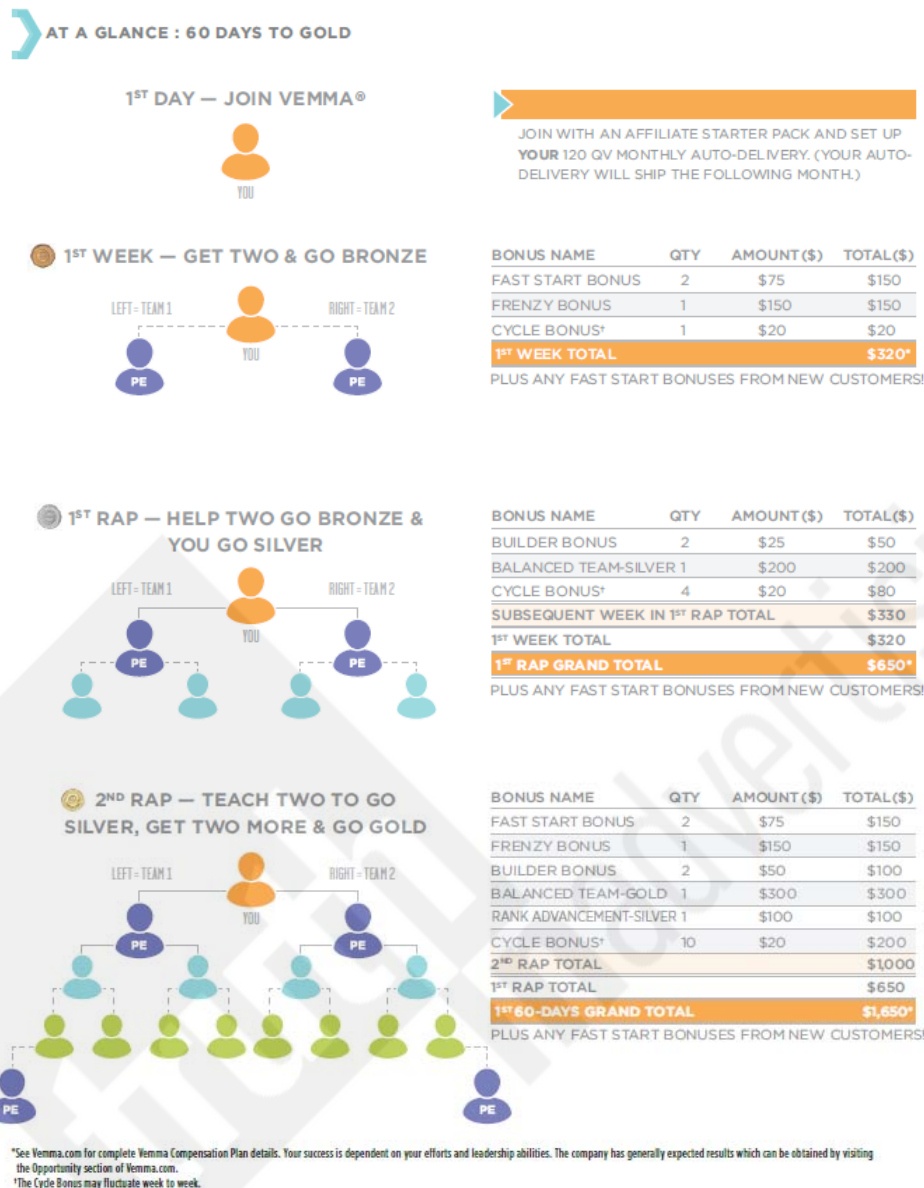 AT A GLANCE : 60 DAYS TO GOLD
1ST DAY — JOIN VEMMA®
YOU
JOIN WITH AN AFFILIATE STARTER PACK AND SET UP
YOUR 120 QV MONTHLY AUTO-DELIVERY. (YOUR AUTO-
DELIVERY WILL SHIP THE FOLLOWING MONTH.)
1ST WEEK — GET TWO & GO BRONZE
LEFT = TEAM 1
RIGHT = TEAM 2
YOU
PE
PE
BONUS NAME QTY AMOUNT($) TOTAL($)
FAST START BONUS 2 $75 $150
FRENZY BONUS 1 $150 $150
CYCLE BONUS† 1 $20 $20
1ST WEEK TOTAL $320*
PLUS ANY FAST START BONUSES FROM NEW CUSTOMERS!
1ST RAP — HELP TWO GO BRONZE &
YOU GO SILVER
LEFT = TEAM 1
RIGHT = TEAM 2
YOU
PE
PE
BONUS NAME QTY AMOUNT($) TOTAL($)
BUILDER BONUS 2 $25 $50
BALANCED TEAM-SILVER 1 $200 $200
CYCLE BONUS† 4 $20 $80
SUBSEQUENT WEEK IN 1ST RAP TOTAL $330
1ST WEEK TOTAL $320
1ST RAP GRAND TOTAL $650*
PLUS ANY FAST START BONUSES FROM NEW CUSTOMERS!
2ND RAP — TEACH TWO TO GO
SILVER, GET TWO MORE & GO GOLD
LEFT = TEAM 1
RIGHT = TEAM 2
YOU
PE
PE
PE
PE
BONUS NAME QTY AMOUNT($) TOTAL($)
FAST START BONUS 2 $75 $150
FRENZY BONUS 1 $150 $150
BUILDER BONUS 2 $50 $100
BALANCED TEAM-GOLD 1 $300 $300
RANK ADVANCEMENT-SILVER 1 $100 $100
CYCLE BONUS† 10 $20 $200
2ND RAP TOTAL $1,000
1ST RAP TOTAL $650
1ST 60-DAYS GRAND TOTAL $1,650*
PLUS ANY FAST START BONUSES FROM NEW CUSTOMERS!
*See Vemma.com for complete Vemma Compensation Plan details. Your success is dependent on your efforts and leadership abilities. The company has generally expected results which can be obtained by visiting
the Opportunity section of Vemma.com.
†The Cycle Bonus may fluctuate week to week.
truth
inadvertis